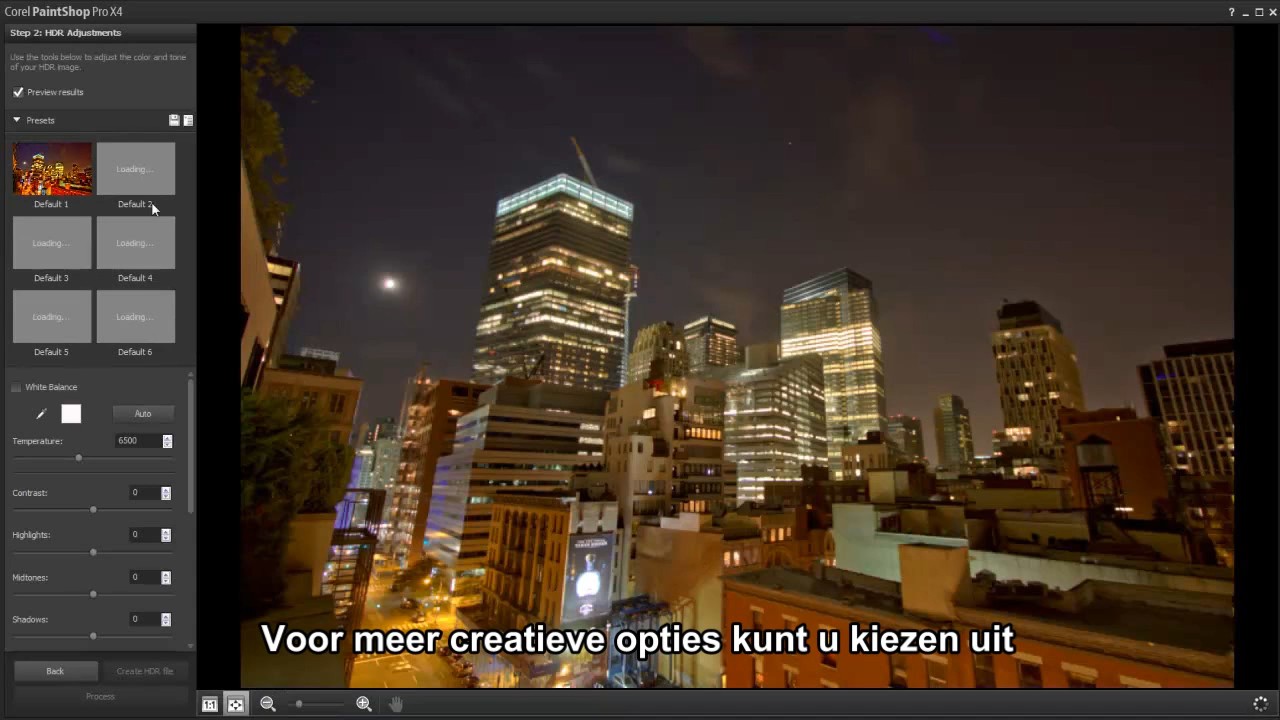 Corel PaintShop Pro X4
?
Step 2: HDR Adjustments
Use the tools below to adjust the color and tone
of your HDR image.
Preview results
Presets
Loading...
Default 1
Default 2
Loading...
Loading...
Default 3
Default 4
Loading...
Loading...
Default 5
Default 6
White Balance
Auto
Temperature: 6500
Contrast: 0
Highlights: 0
Midtones: 0
Shadows: 0
Back
Create HDR file
Process
1:1
Voor meer creatieve opties kunt u kiezen uit